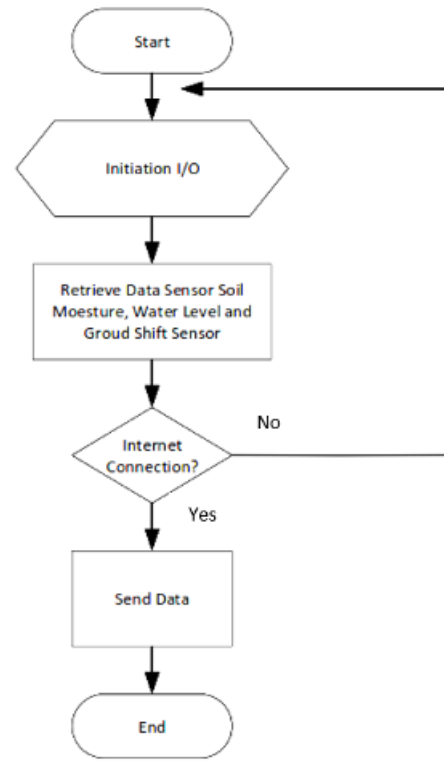 Start
Initiation I/O
Retrieve Data Sensor Soil
Moesture, Water Level and
Groud Shift Sensor
Internet
Connection?
No
Yes
Send Data
End